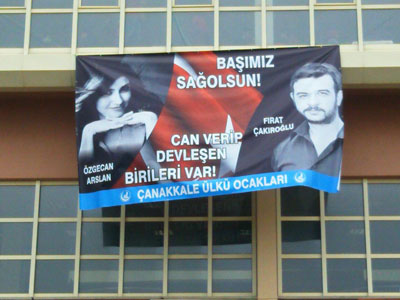 BAŞIMIZ
SAĞOLSUN!
FIRAT
ÇAKIROĞLU
ÖZGECAN
ARSLAN
CAN VERİP
DEVLEŞEN
BİRİLERİ VAR!
ÇANAKKALE ÜLKÜ OCAKLARI